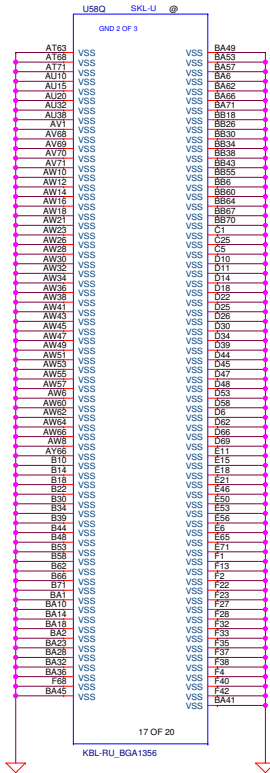 U58Q SKL-U @
GND 2 OF 3
AT63 VSS VSS BA49
AT68 VSS VSS BA53
AT71 VSS VSS BA57
AU10 VSS VSS BA6
AU15 VSS VSS BA62
AU20 VSS VSS BA66
AU32 VSS VSS BA71
AU38 VSS VSS BB18
AV1 VSS VSS BB26
AV68 VSS VSS BB30
AV69 VSS VSS BB34
AV70 VSS VSS BB38
AV71 VSS VSS BB43
AW10 VSS VSS BB55
AW12 VSS VSS BB6
AW14 VSS VSS BB60
AW16 VSS VSS BB64
AW18 VSS VSS BB67
AW21 VSS VSS BB70
AW23 VSS VSS C1
AW26 VSS VSS C25
AW28 VSS VSS C5
AW30 VSS VSS D10
AW32 VSS VSS D11
AW34 VSS VSS D14
AW36 VSS VSS D18
AW38 VSS VSS D22
AW41 VSS VSS D25
AW43 VSS VSS D26
AW45 VSS VSS D30
AW47 VSS VSS D34
AW49 VSS VSS D39
AW51 VSS VSS D44
AW53 VSS VSS D45
AW55 VSS VSS D47
AW57 VSS VSS D48
AW6 VSS VSS D53
AW60 VSS VSS D58
AW62 VSS VSS D6
AW64 VSS VSS D62
AW66 VSS VSS D66
AW8 VSS VSS D69
AY66 VSS VSS E11
B10 VSS VSS E15
B14 VSS VSS E18
B18 VSS VSS E21
B22 VSS VSS E46
B30 VSS VSS E50
B34 VSS VSS E53
B39 VSS VSS E56
B44 VSS VSS E6
B48 VSS VSS E65
B53 VSS VSS E71
B58 VSS VSS F1
B62 VSS VSS F13
B66 VSS VSS F2
B71 VSS VSS F22
BA1 VSS VSS F23
BA10 VSS VSS F27
BA14 VSS VSS F28
BA18 VSS VSS F32
BA2 VSS VSS F33
BA23 VSS VSS F35
BA28 VSS VSS F37
BA32 VSS VSS F38
BA36 VSS VSS F4
F68 VSS VSS F40
BA45 VSS VSS F42
VSS BA41
17 OF 20
KBL-RU_BGA1356